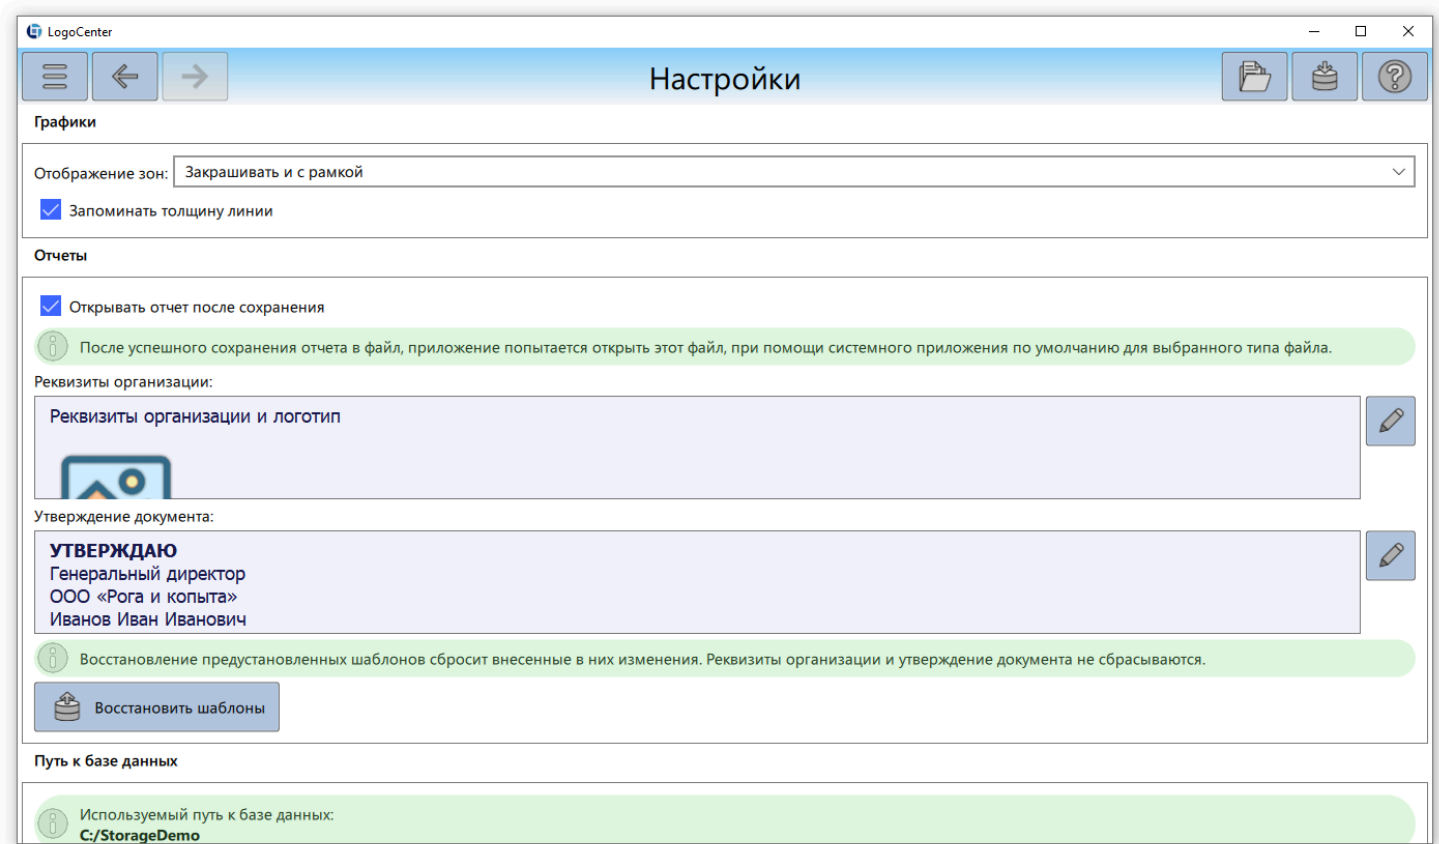 LogoCenter
Настройки
Графики
Отображение зон:
Закрашивать и с рамкой
Запоминать толщину линии
Отчеты
Открывать отчет после сохранения
После успешного сохранения отчета в файл, приложение попытается открыть этот файл, при помощи системного приложения по умолчанию для выбранного типа файла.
Реквизиты организации:
Реквизиты организации и логотип
Утверждение документа:
УТВЕРЖДАЮ
Генеральный директор
ООО «Рога и копыта»
Иванов Иван Иванович
Восстановление предустановленных шаблонов сбросит внесенные в них изменения. Реквизиты организации и утверждение документа не сбрасываются.
Восстановить шаблоны
Путь к базе данных
Используемый путь к базе данных:
C:/StorageDemo